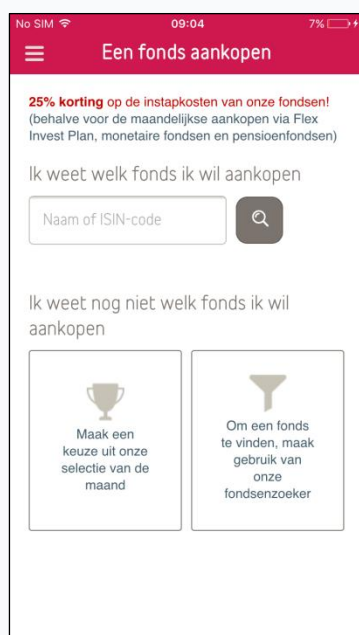 No SIM 09:04 7%
Een fonds aankopen
25% korting op de instapkosten van onze fondsen!
(behalve voor de maandelijkse aankopen via Flex
Invest Plan, monetaire fondsen en pensioenfondsen)
Ik weet welk fonds ik wil aankopen
Naam of ISIN-code
Ik weet nog niet welk fonds ik wil
aankopen
Maak een
keuze uit onze
selectie van de
maand
Om een fonds
te vinden, maak
gebruik van
onze
fondsenzoeker